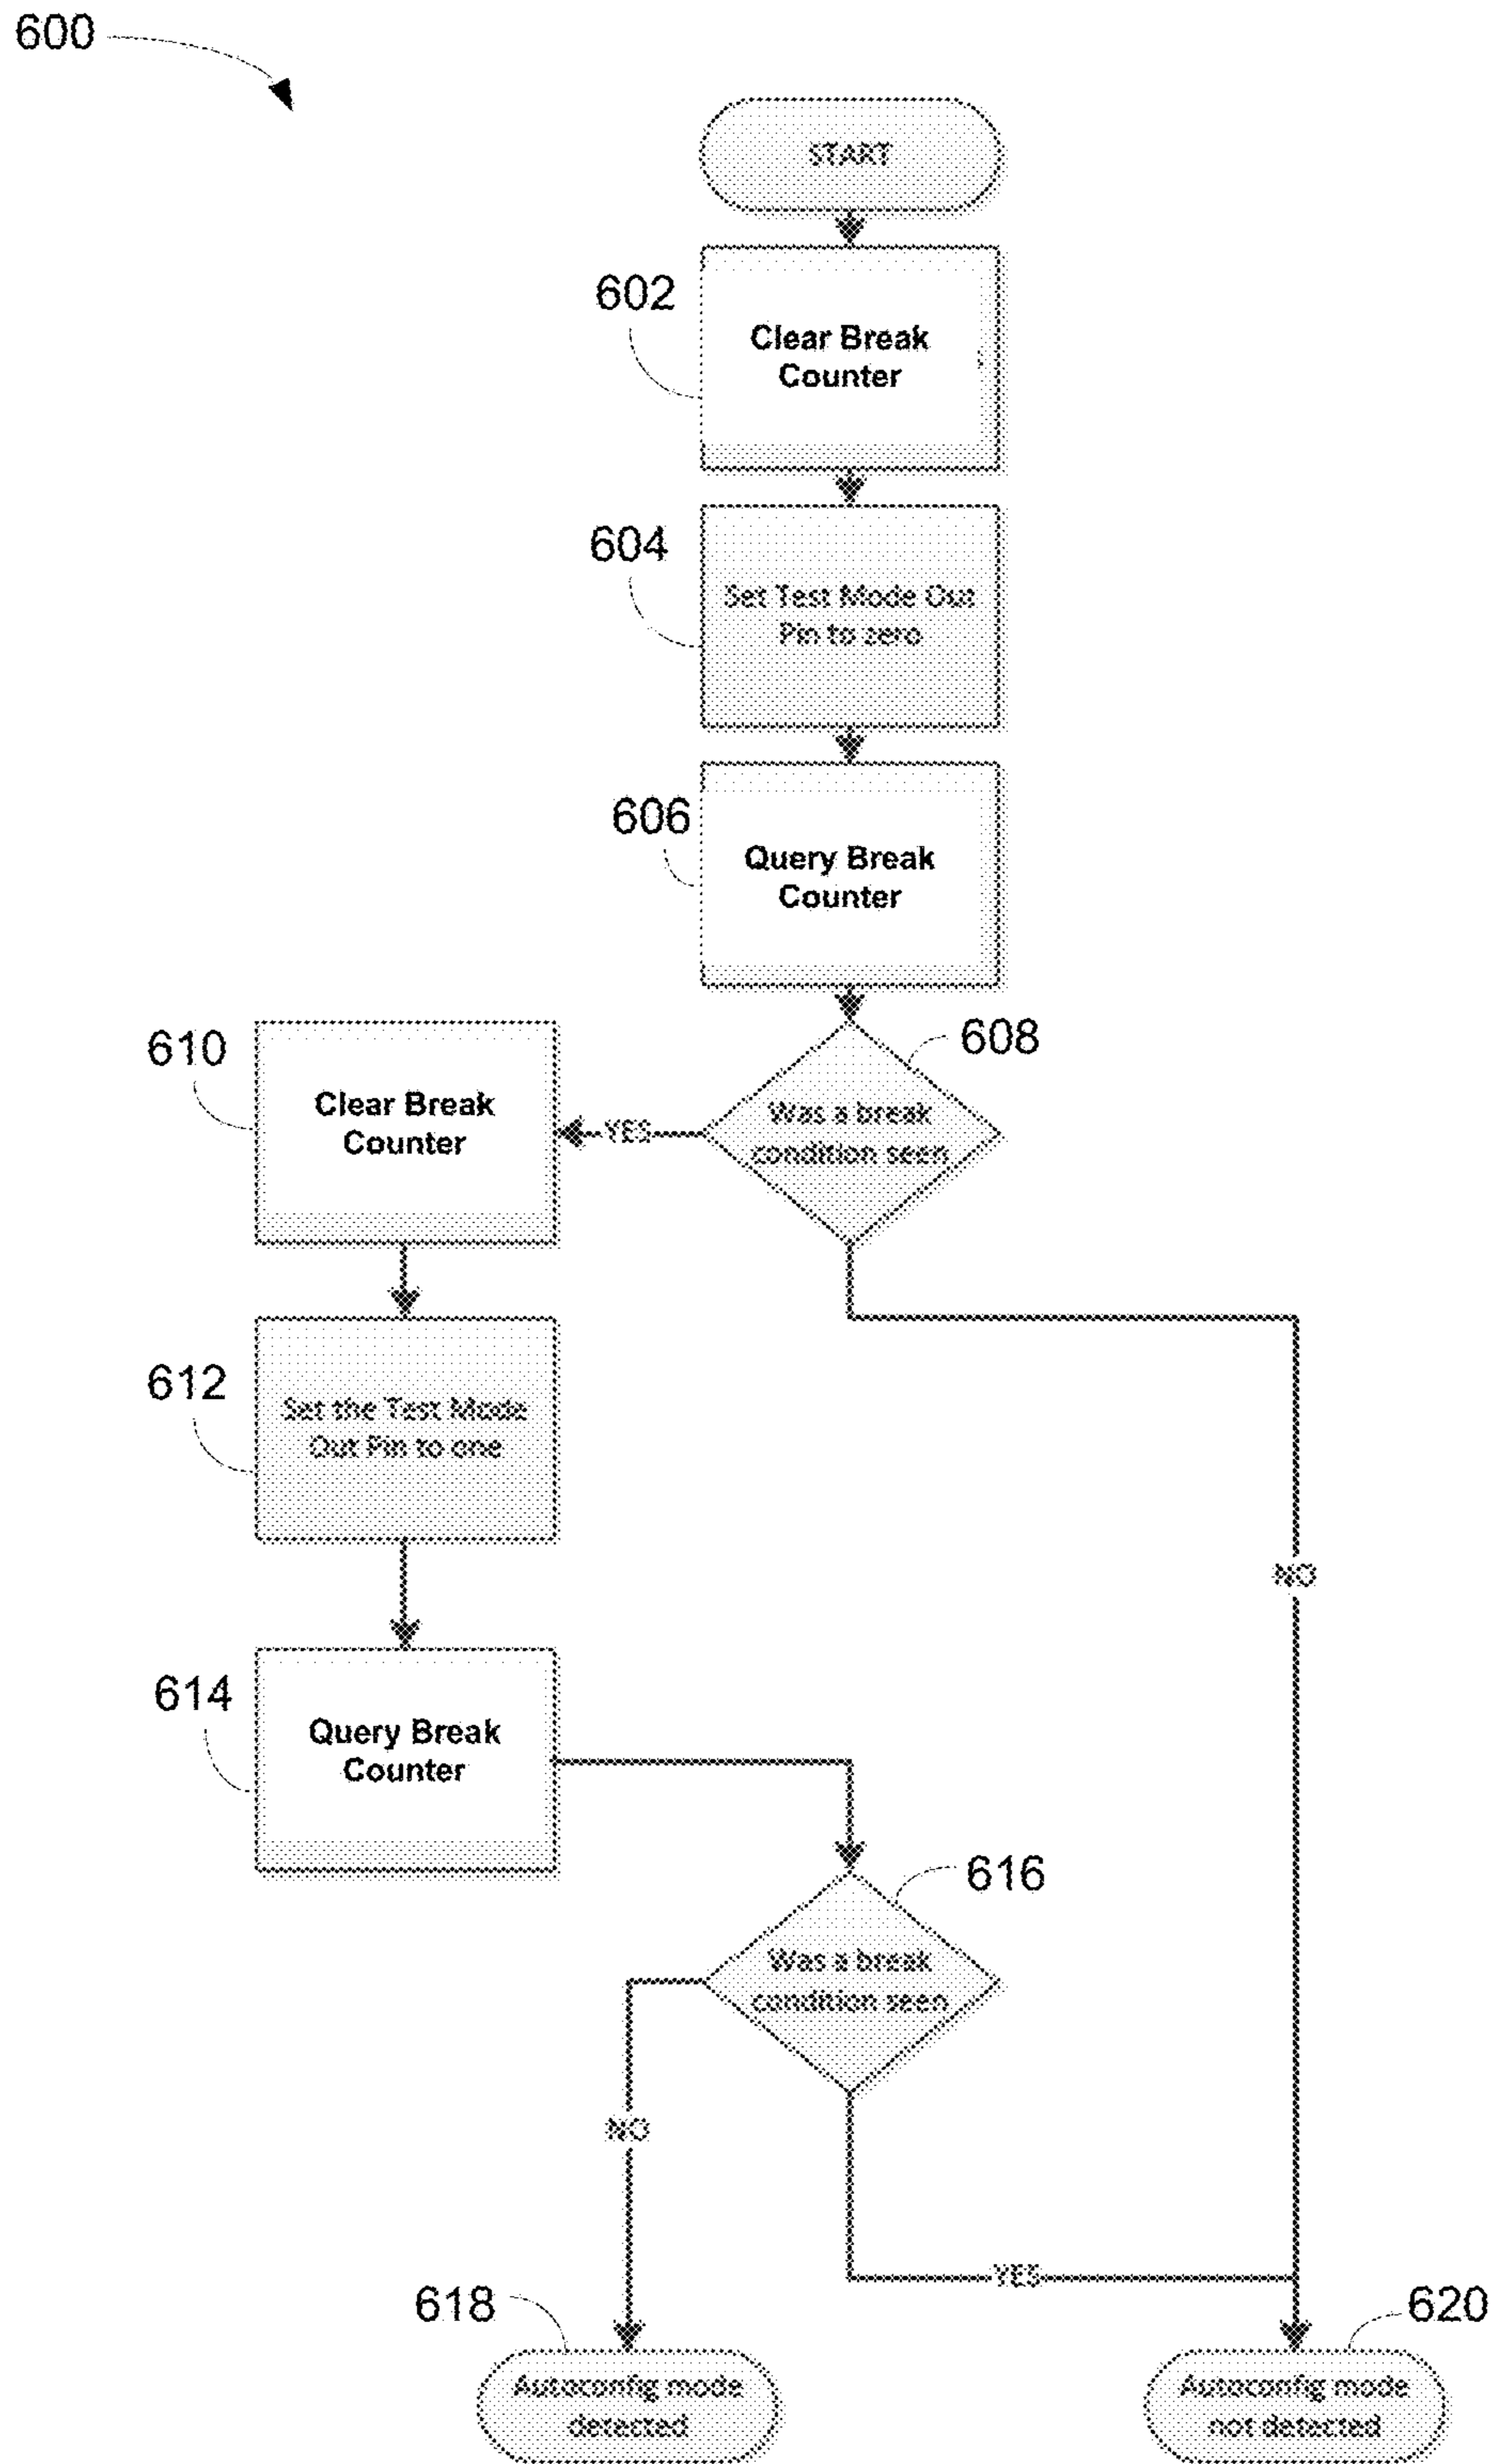 600
START
602
Clear Break
Counter
604
Set Test Mode Out
Pin to zero
606
Query Break
Counter
608
Was a break
condition seen
YES
610
Clear Break
Counter
612
Set the Test Mode
Out Pin to one
NO
614
Query Break
Counter
616
Was a break
condition seen
NO
YES
618
Autoconfig mode
detected
620
Autoconfig mode
not detected